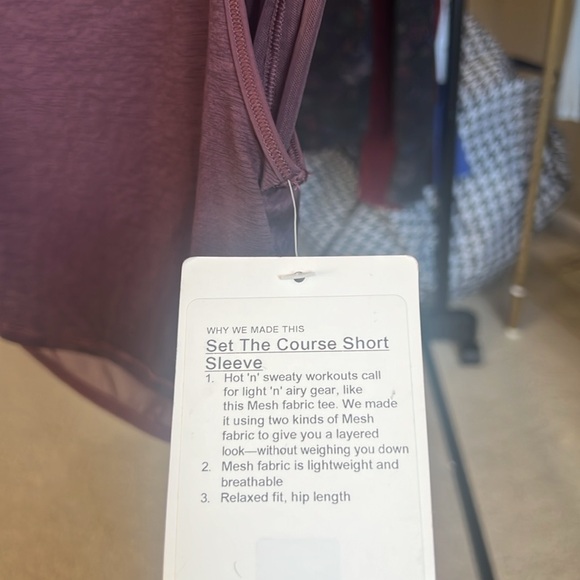 WHY WE MADE THIS
Set The Course Short
Sleeve
1. Hot 'n' sweaty workouts call
for light 'n' airy gear, like
this Mesh fabric tee. We made
it using two kinds of Mesh
fabric to give you a layered
look—without weighing you down
2. Mesh fabric is lightweight and
breathable
3. Relaxed fit, hip length